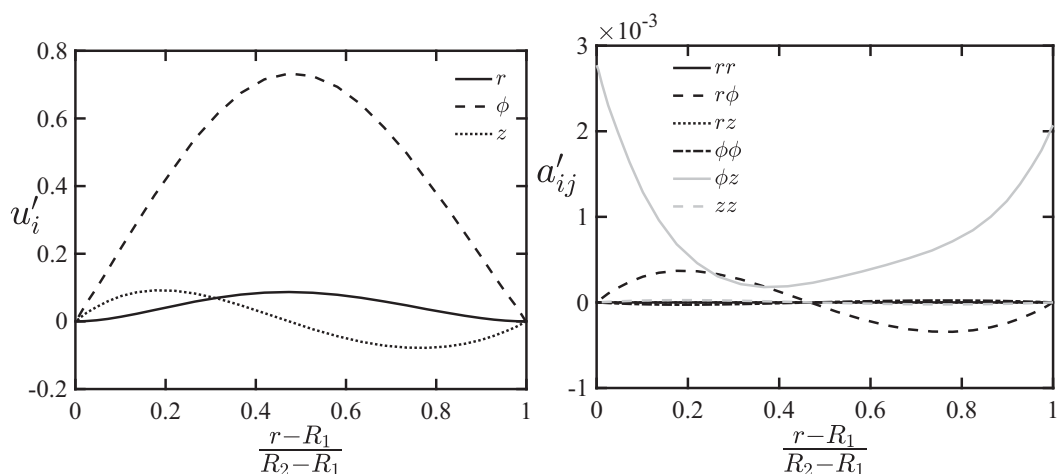 0.8
0.6
0.4
0.2
0
-0.2
u′ᵢ
r
ϕ
z
0 0.2 0.4 0.6 0.8 1
r−R₁
R₂−R₁
×10⁻³
3
2
1
0
-1
a′ᵢⱼ
rr
rϕ
rz
ϕϕ
ϕz
zz
0 0.2 0.4 0.6 0.8 1
r−R₁
R₂−R₁